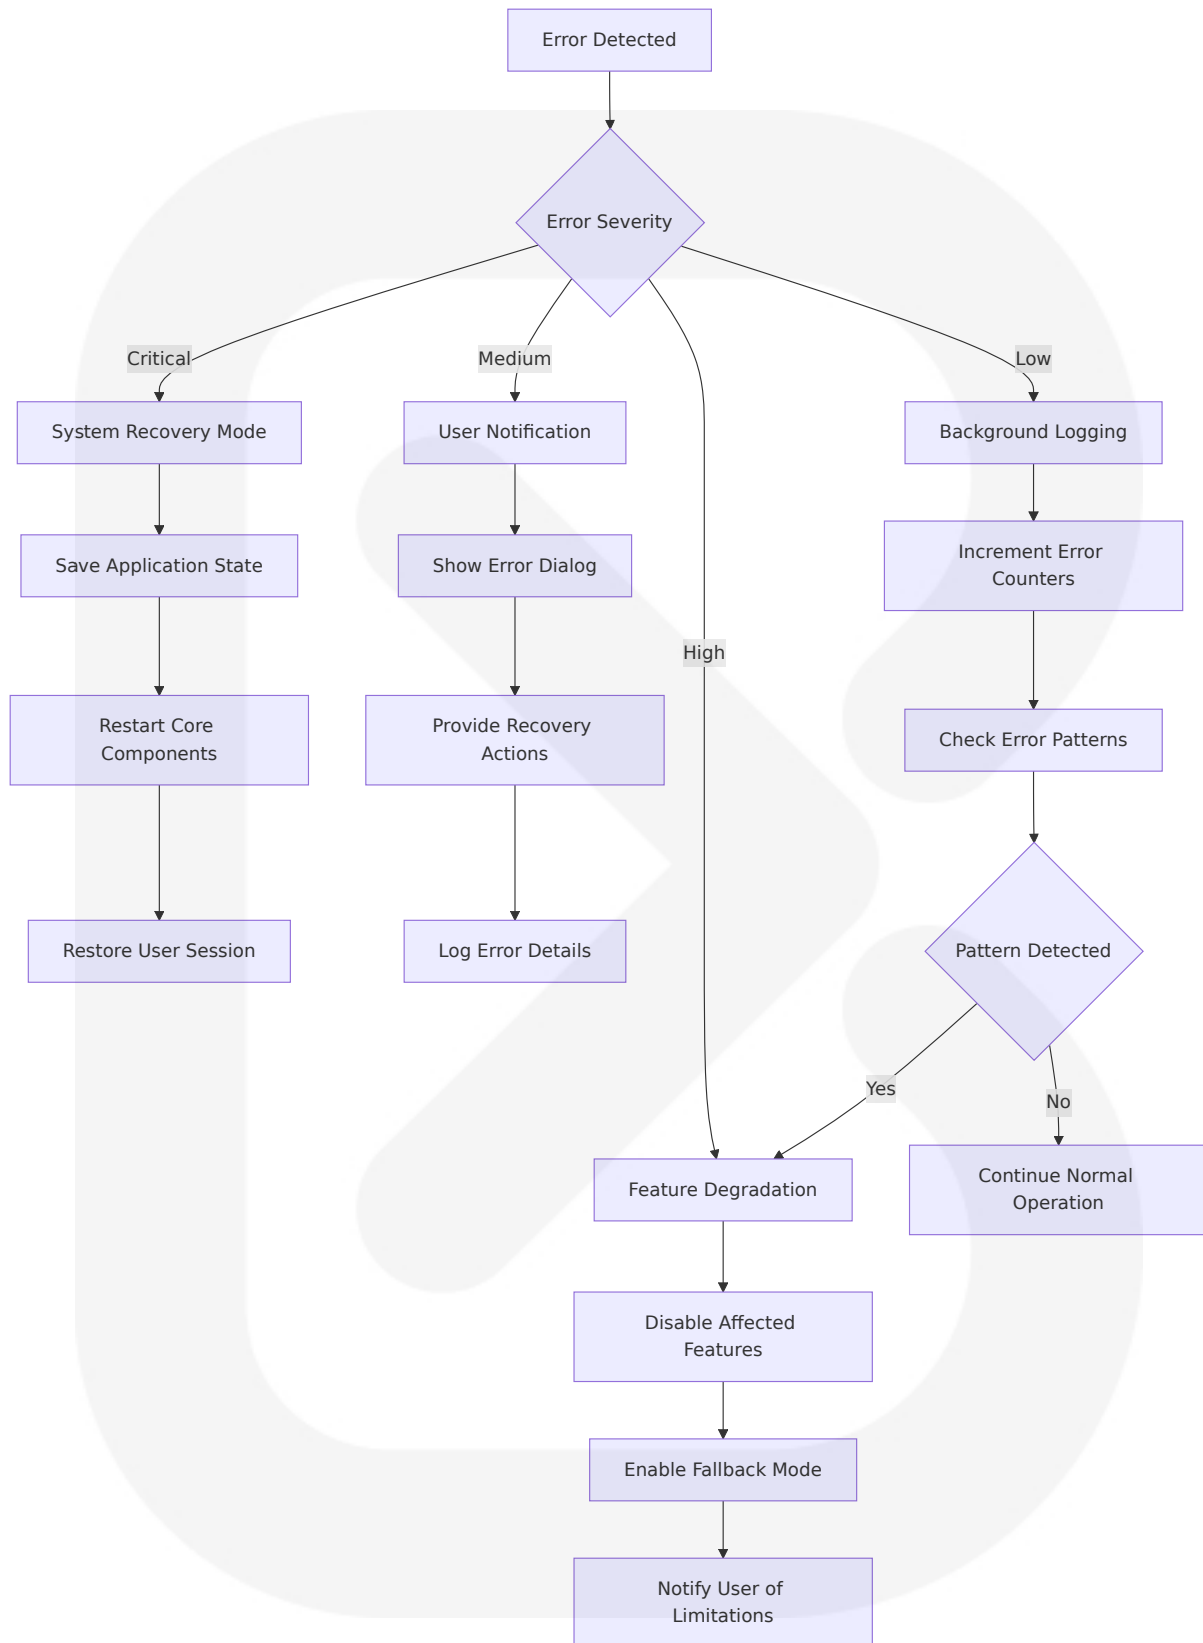 Error Detected
Error Severity
Critical
Medium
Low
System Recovery Mode
User Notification
Background Logging
Save Application State
Show Error Dialog
Increment Error
Counters
High
Restart Core
Components
Provide Recovery
Actions
Check Error Patterns
Restore User Session
Log Error Details
Pattern Detected
Yes
No
Feature Degradation
Continue Normal
Operation
Disable Affected
Features
Enable Fallback Mode
Notify User of
Limitations